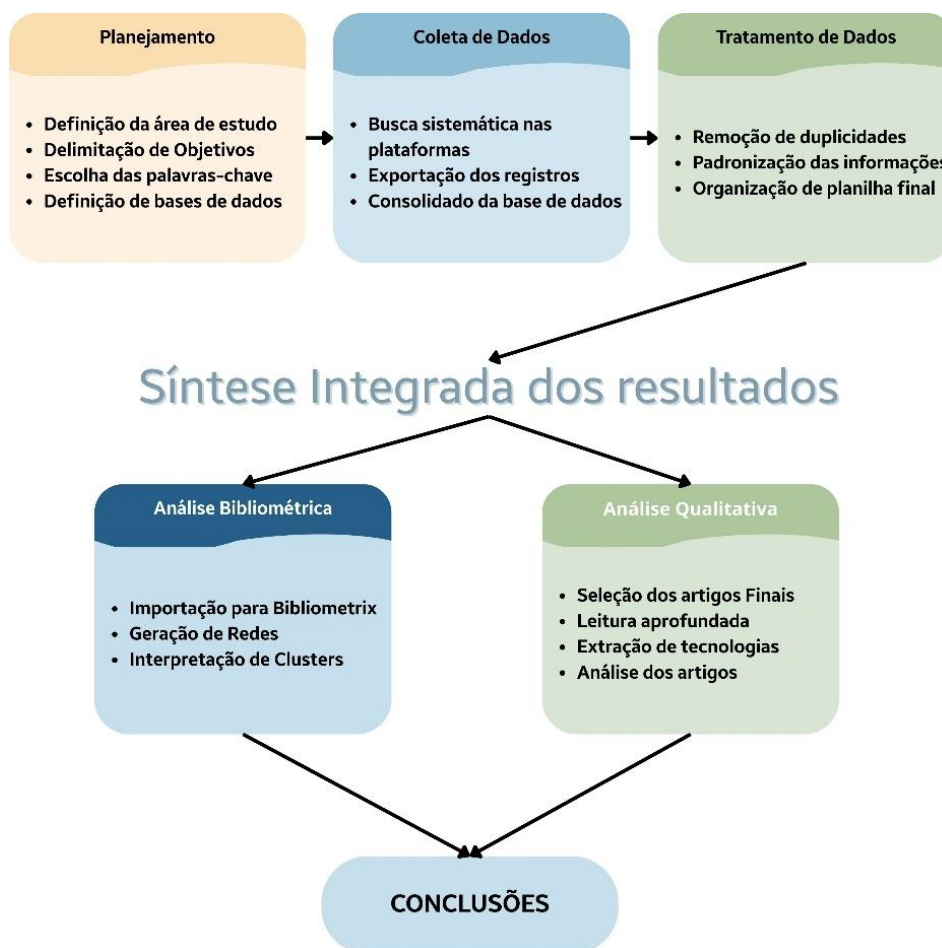 Planejamento
• Definição da área de estudo
• Delimitação de Objetivos
• Escolha das palavras-chave
• Definição de bases de dados
Coleta de Dados
• Busca sistemática nas
plataformas
• Exportação dos registros
• Consolidado da base de dados
Tratamento de Dados
• Remoção de duplicidades
• Padronização das informações
• Organização de planilha final
Síntese Integrada dos resultados
Análise Bibliométrica
• Importação para Bibliometrix
• Geração de Redes
• Interpretação de Clusters
Análise Qualitativa
• Seleção dos artigos Finais
• Leitura aprofundada
• Extração de tecnologias
• Análise dos artigos
CONCLUSÕES